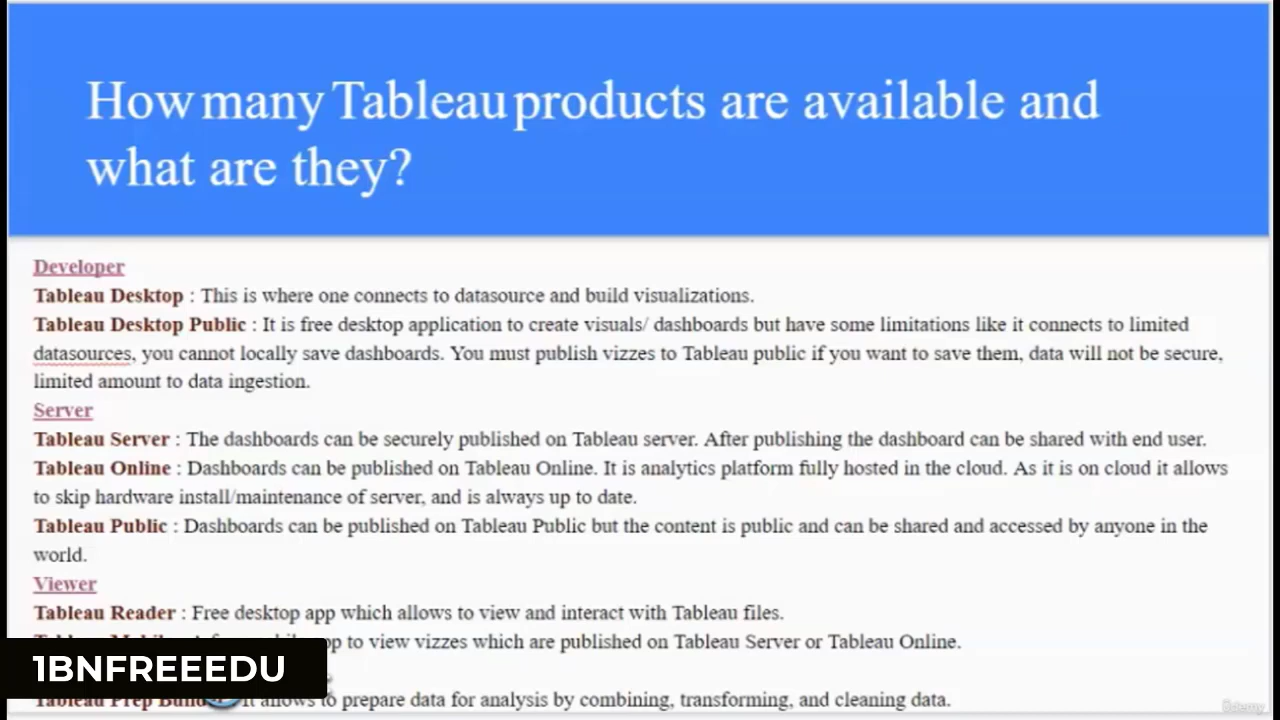 How many Tableau products are available and
what are they?
Developer
Tableau Desktop : This is where one connects to datasource and build visualizations.
Tableau Desktop Public : It is free desktop application to create visuals/ dashboards but have some limitations like it connects to limited
datasources, you cannot locally save dashboards. You must publish vizzes to Tableau public if you want to save them, data will not be secure,
limited amount to data ingestion.
Server
Tableau Server : The dashboards can be securely published on Tableau server. After publishing the dashboard can be shared with end user.
Tableau Online : Dashboards can be published on Tableau Online. It is analytics platform fully hosted in the cloud. As it is on cloud it allows
to skip hardware install/maintenance of server, and is always up to date.
Tableau Public : Dashboards can be published on Tableau Public but the content is public and can be shared and accessed by anyone in the
world.
Viewer
Tableau Reader : Free desktop app which allows to view and interact with Tableau files.
to view vizzes which are published on Tableau Server or Tableau Online.
1BNFREEEDU
Tableau Prep It allows to prepare data for analysis by combining, transforming, and cleaning data.
Udemy